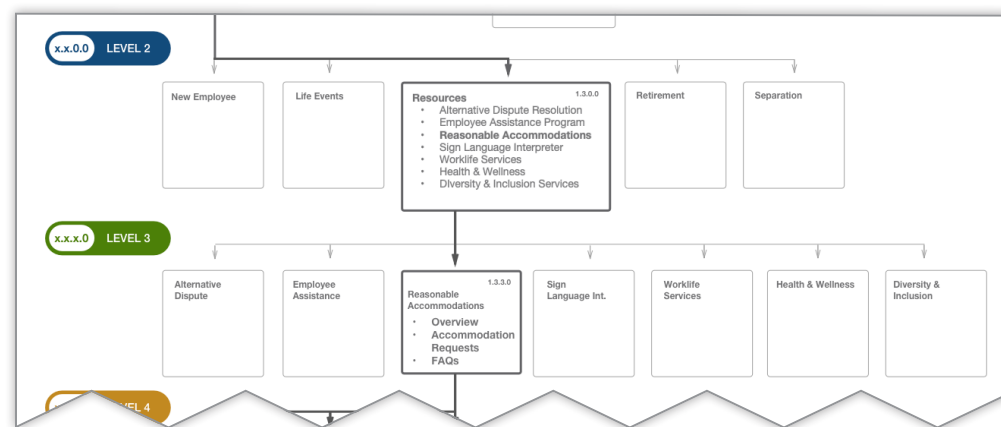 x.x.0.0 LEVEL 2
New Employee
Life Events
1.3.0.0
Resources
• Alternative Dispute Resolution
• Employee Assistance Program
• Reasonable Accommodations
• Sign Language Interpreter
• Worklife Services
• Health & Wellness
• DIversity & Inclusion Services
Retirement
Separation
x.x.x.0 LEVEL 3
Alternative
Dispute
Employee
Assistance
1.3.3.0
Reasonable
Accommodations
• Overview
• Accommodation
Requests
• FAQs
Sign
Language Int.
Worklife
Services
Health & Wellness
Diversity &
Inclusion
LEVEL 4